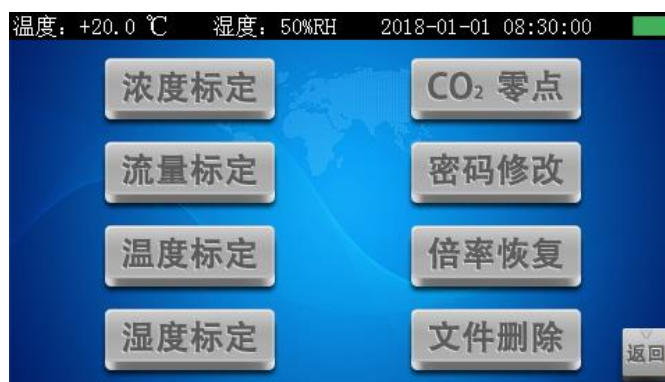 温度：+20.0 ℃ 湿度：50%RH 2018-01-01 08:30:00
浓度标定 CO₂ 零点
流量标定 密码修改
温度标定 倍率恢复
湿度标定 文件删除
返回